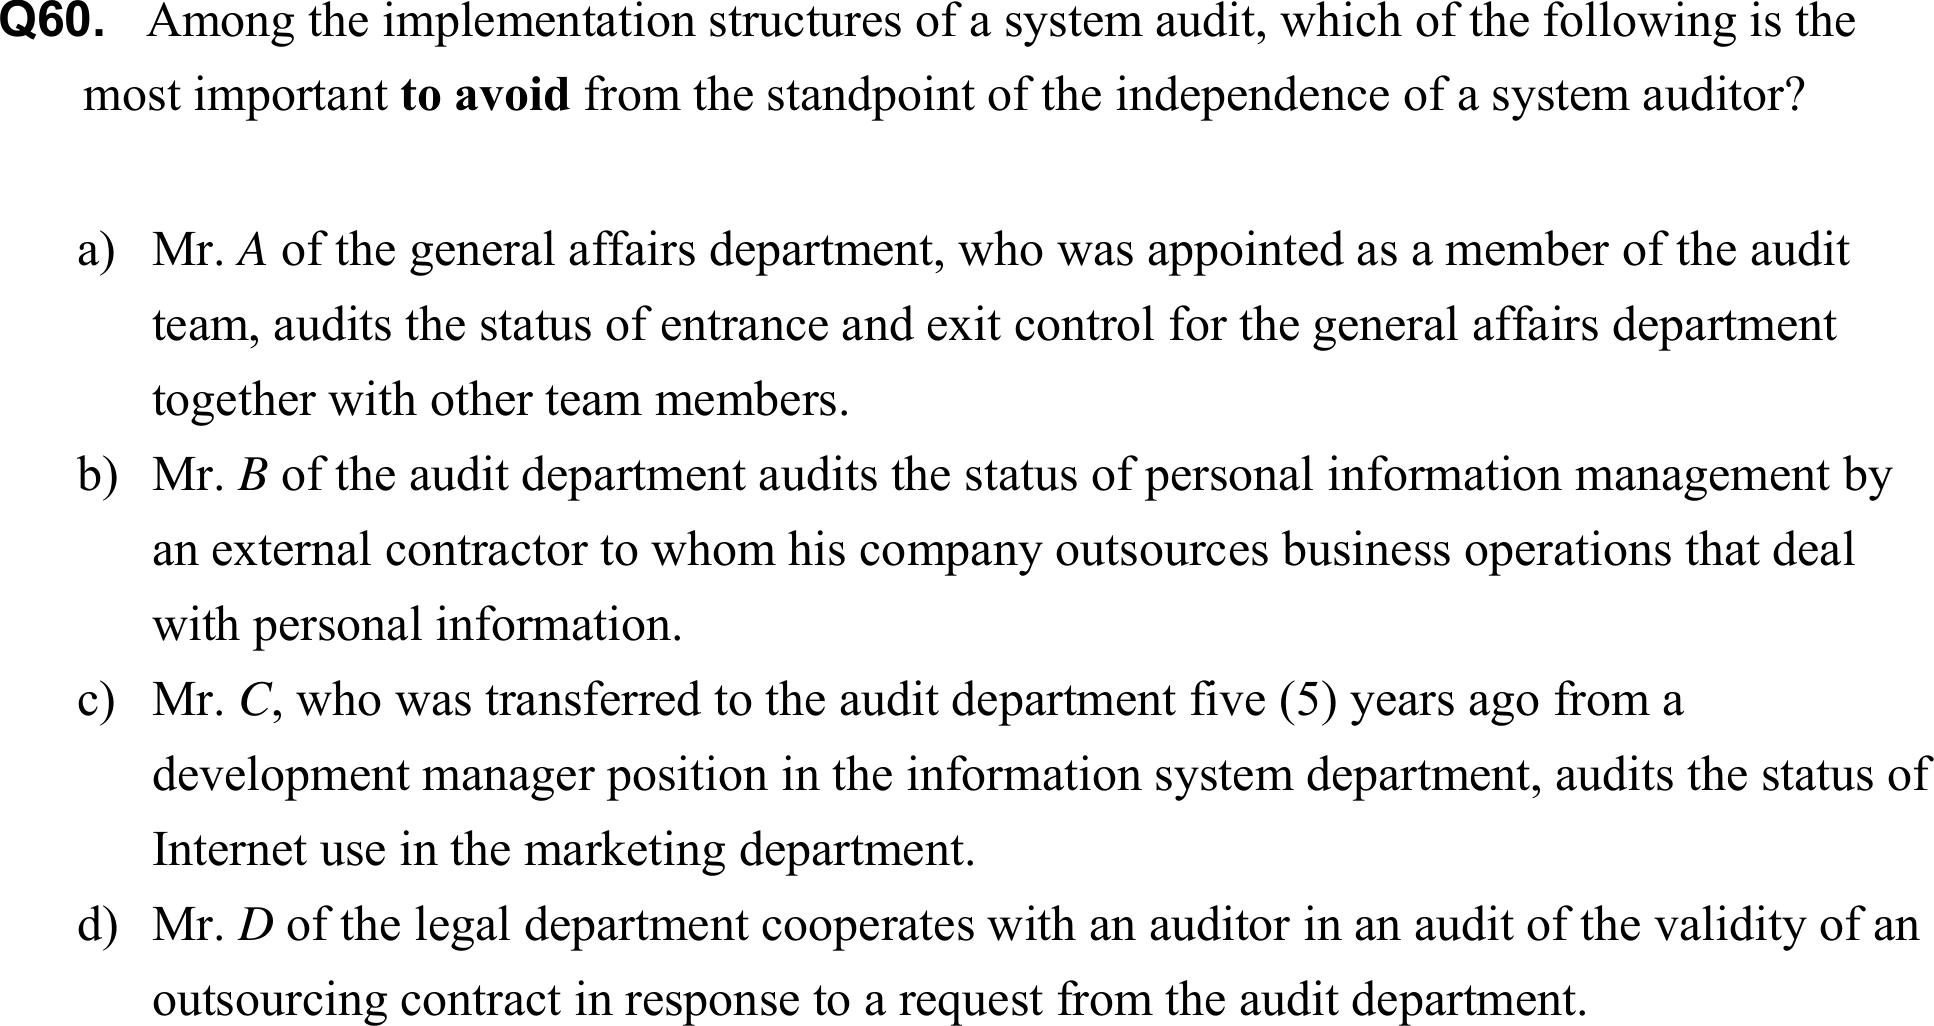 Q60. Among the implementation structures of a system audit, which of the following is the
most important to avoid from the standpoint of the independence of a system auditor?
a) Mr. A of the general affairs department, who was appointed as a member of the audit
team, audits the status of entrance and exit control for the general affairs department
together with other team members.
b) Mr. B of the audit department audits the status of personal information management by
an external contractor to whom his company outsources business operations that deal
with personal information.
c) Mr. C, who was transferred to the audit department five (5) years ago from a
development manager position in the information system department, audits the status of
Internet use in the marketing department.
d) Mr. D of the legal department cooperates with an auditor in an audit of the validity of an
outsourcing contract in response to a request from the audit department.